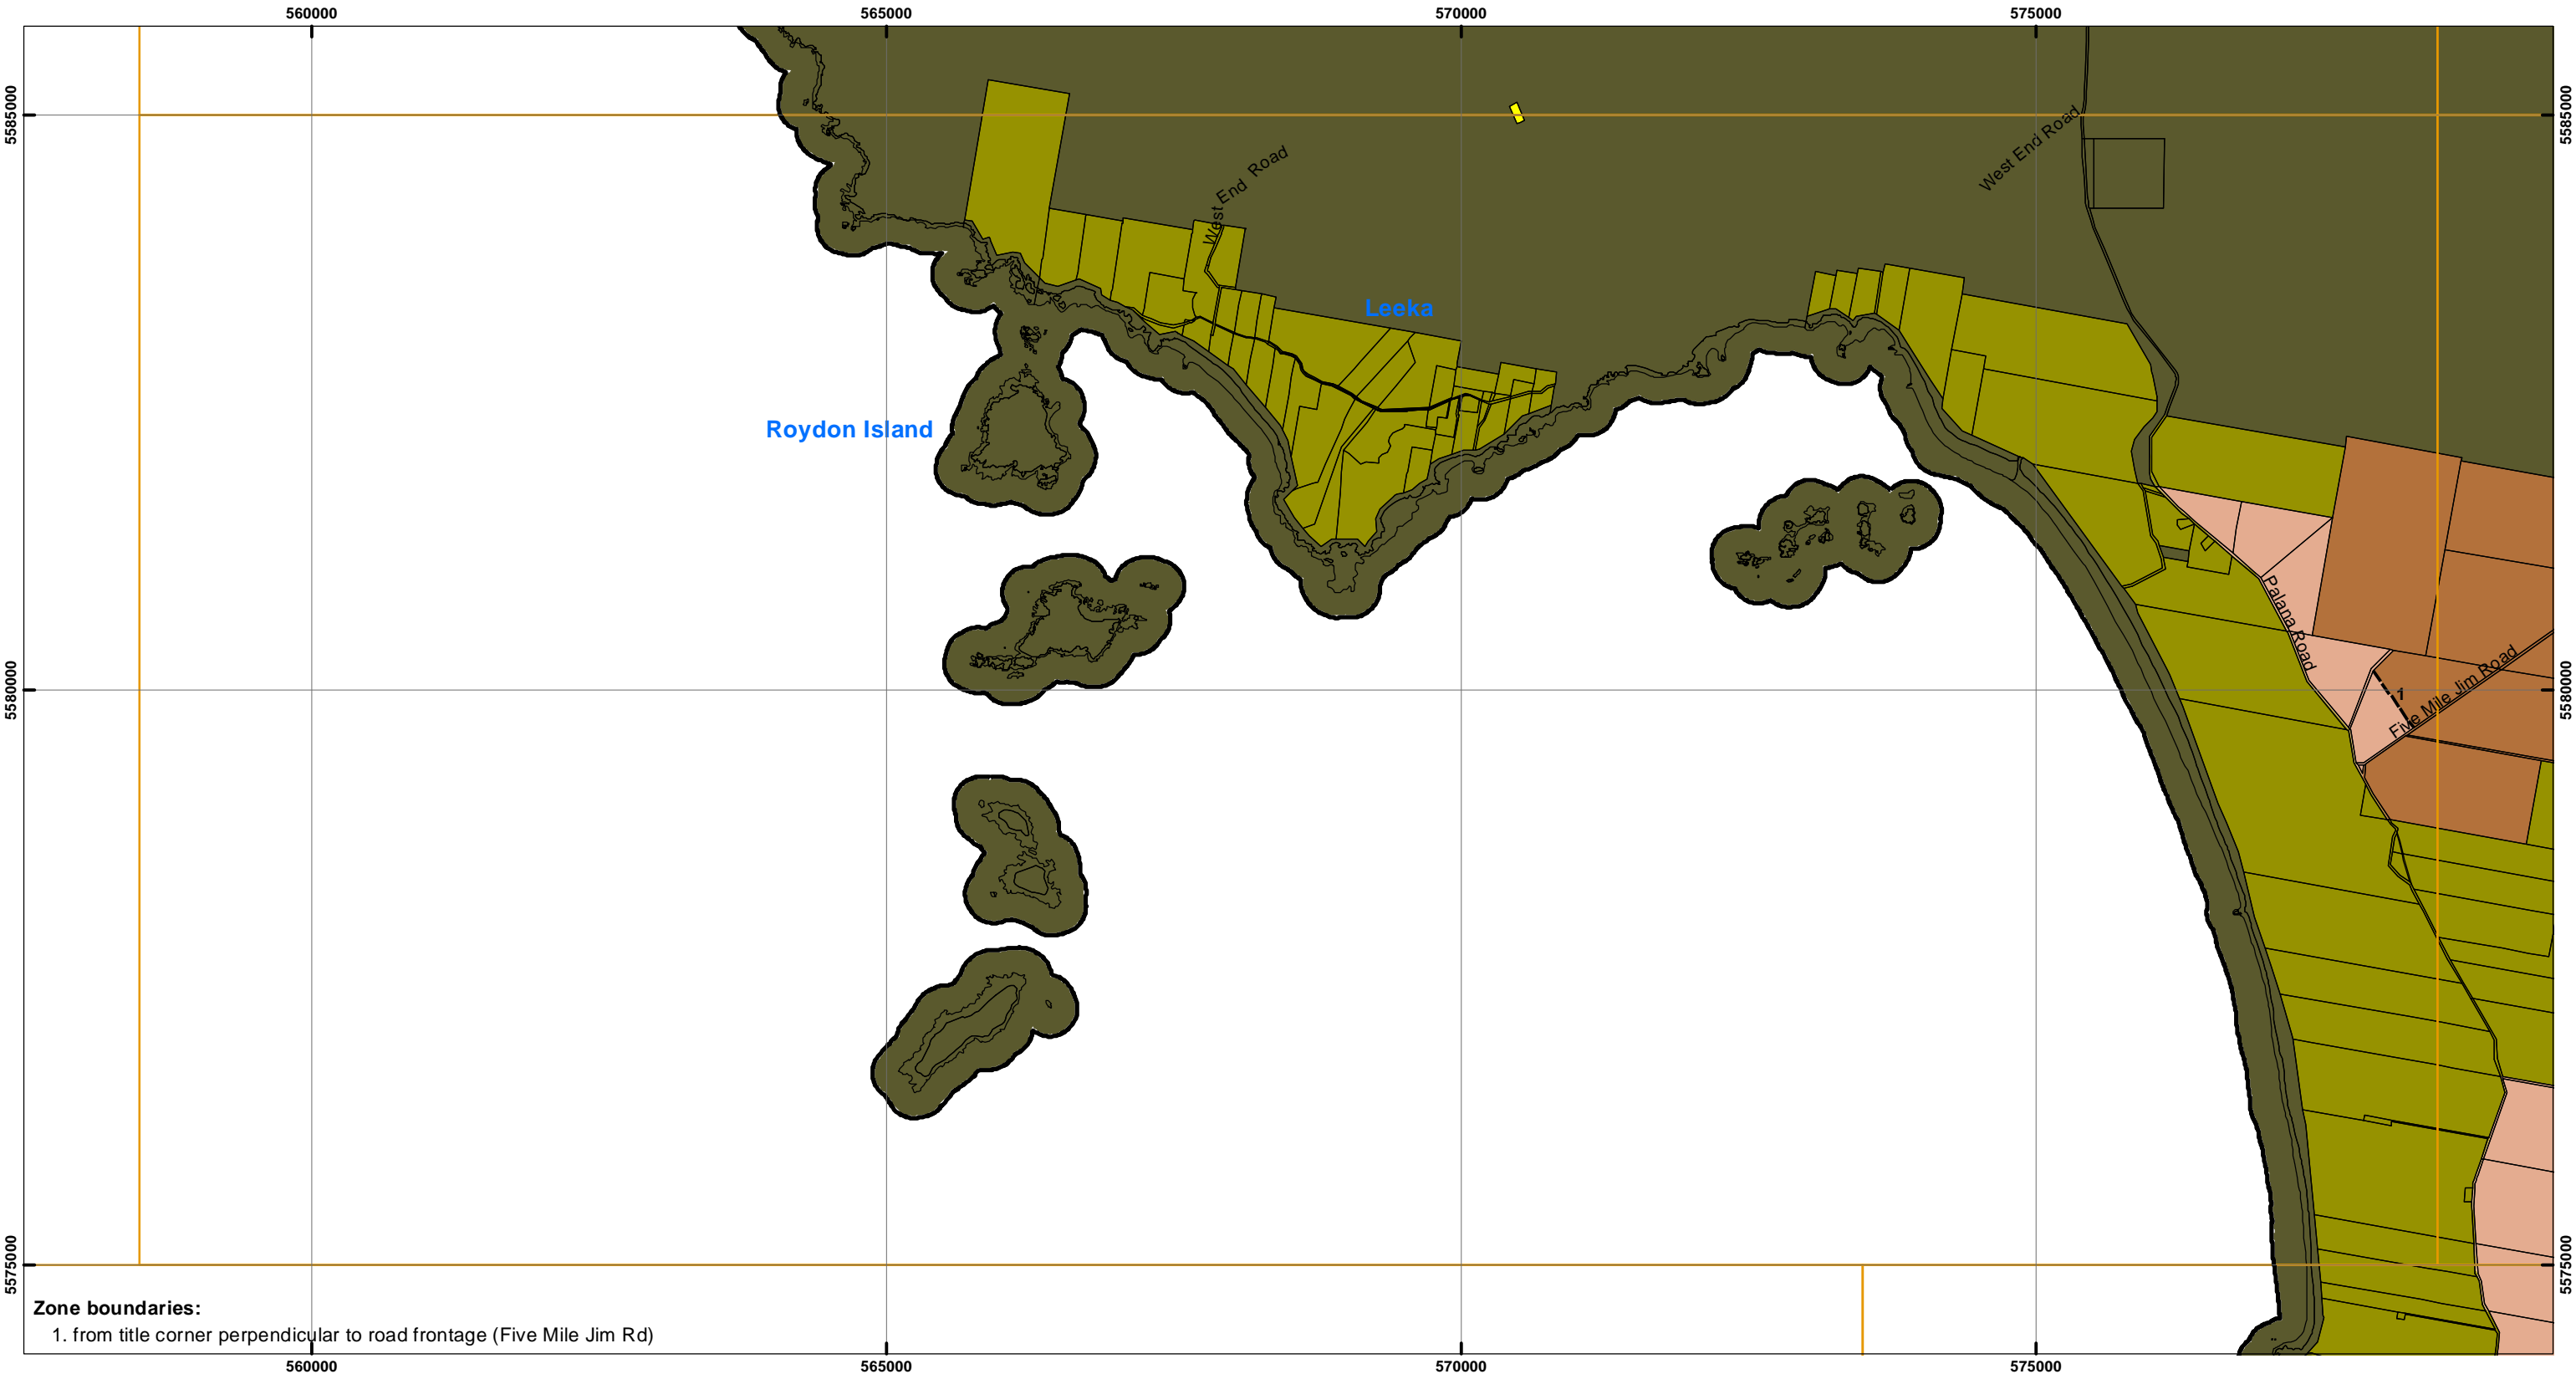 560000 565000 570000 575000
5585000 5585000
West End Road
West End Road
Leeka
Roydon Island
Palana Road
5580000 5580000
1
Five Mile Jim Road
5575000 5575000
Zone boundaries:
1. from title corner perpendicular to road frontage (Five Mile Jim Rd)
560000 565000 570000 575000